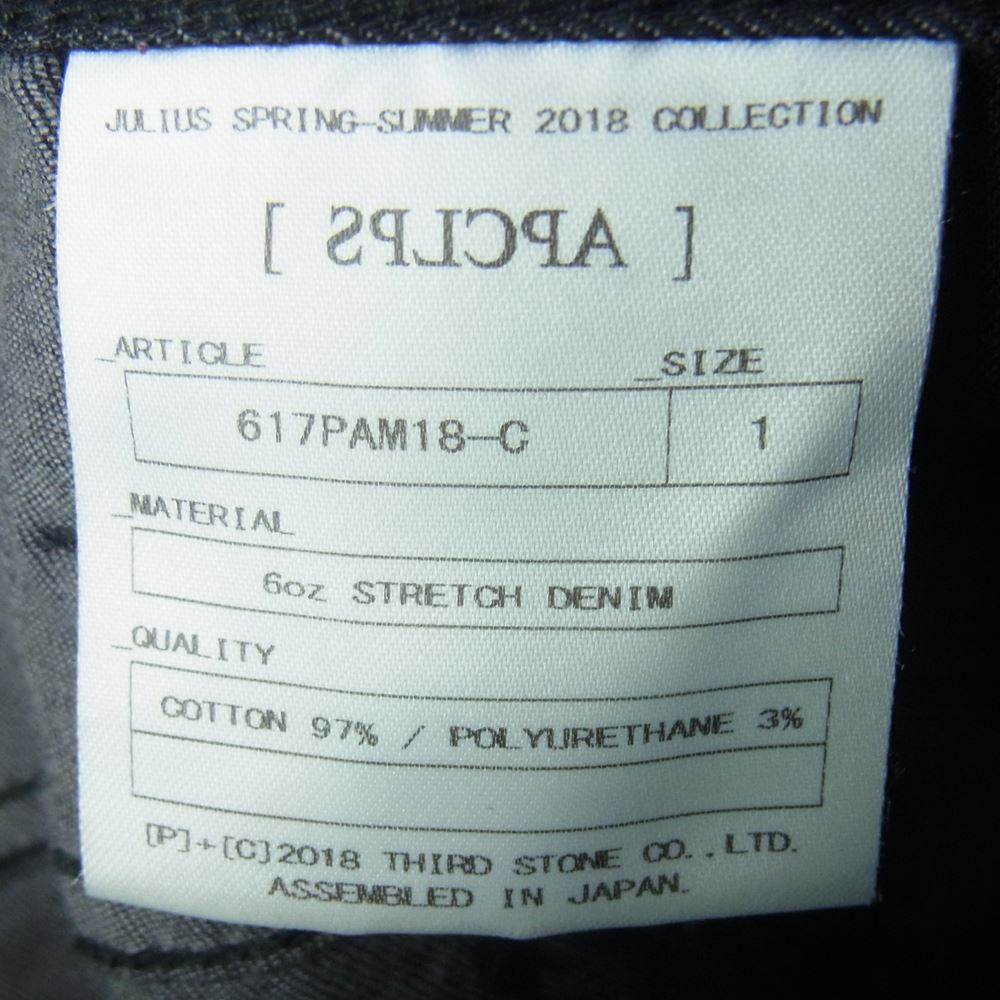 JULIUS SPRING-SUMMER 2018 COLLECTION
[ APCLPS ]
_ARTICLE _SIZE
617PAM18-C 1
_MATERIAL
6oz STRETCH DENIM
_QUALITY
COTTON 97% / POLYURETHANE 3%
[P]+[C]2018 THIRD STONE CO., LTD.
ASSEMBLED IN JAPAN.